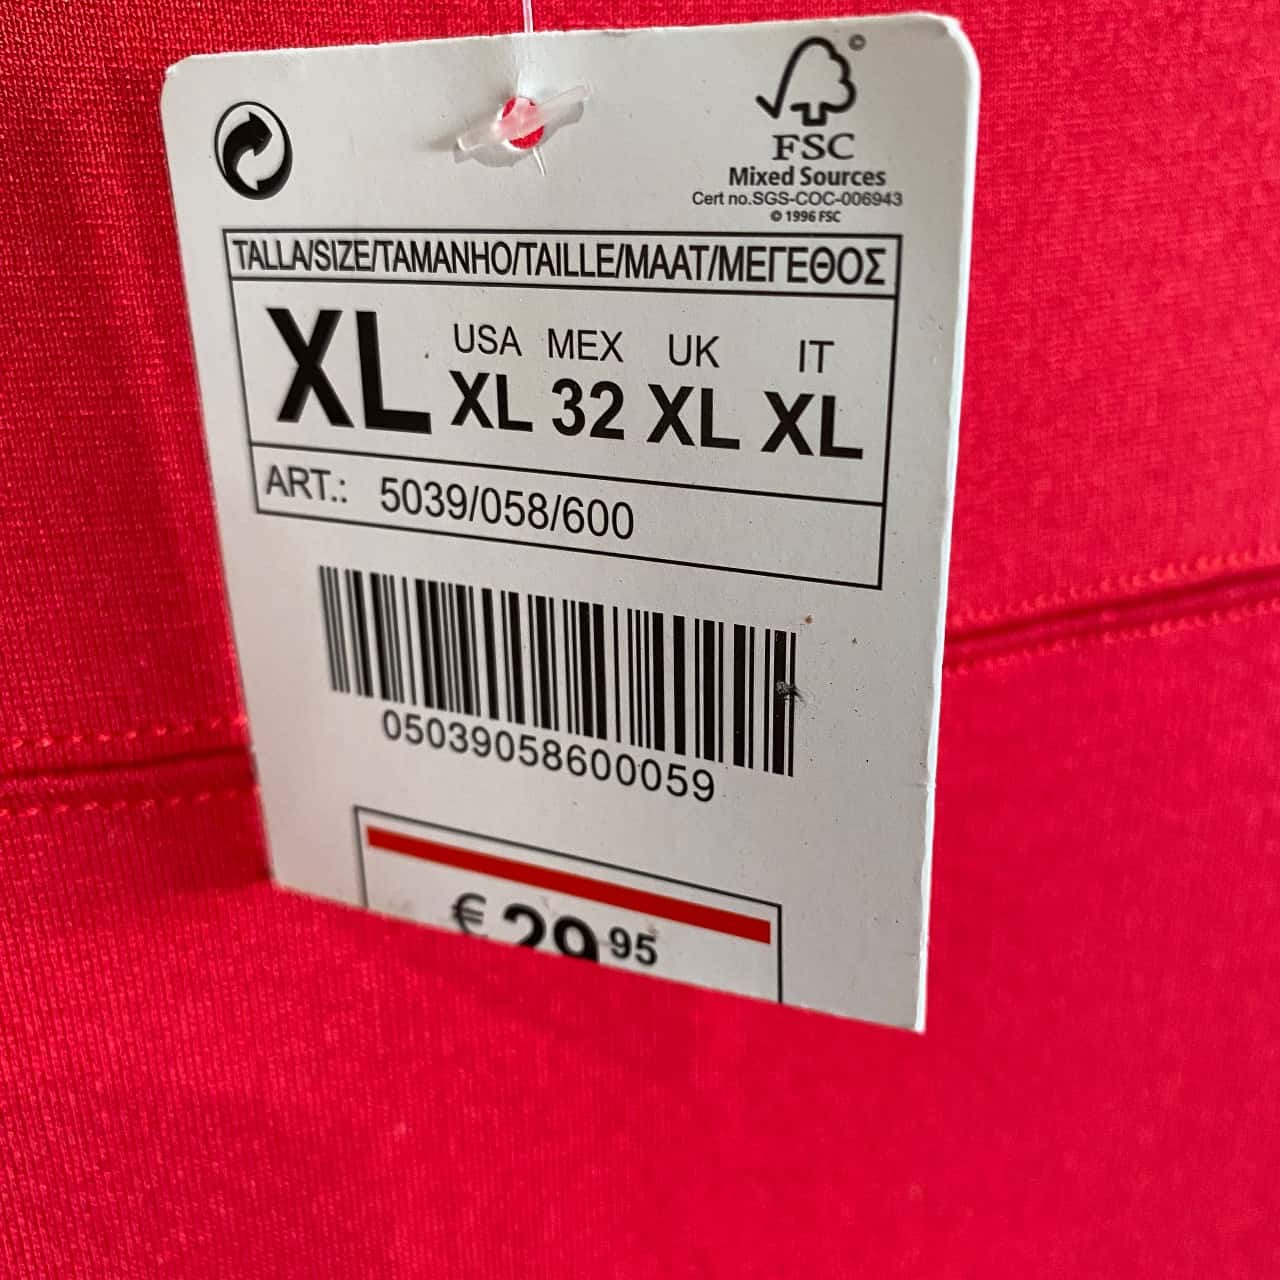 ©
FSC
Mixed Sources
Cert no.SGS-COC-006943
© 1996 FSC
TALLA/SIZE/TAMANHO/TAILLE/MAAT/ΜΕΓΕΘΟΣ
XL USA XL MEX 32 UK XL IT XL
ART.: 5039/058/600
05039058600059
€ 29 95